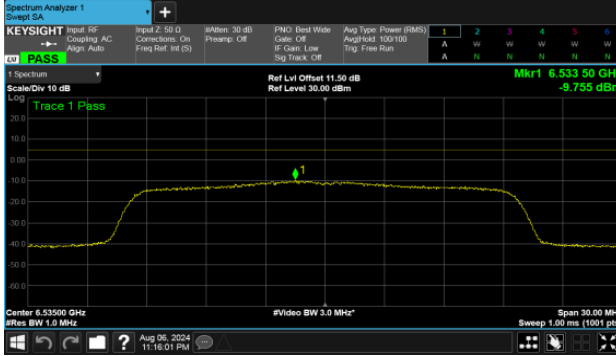 Spectrum Analyzer 1
Swept SA
+
KEYSIGHT Input: RF Input Z: 50 Ω #Atten: 30 dB PNO: Best Wide Avg Type: Power (RMS) 1 2 3 4 5 6
Coupling: AC Corrections: On Preamp: Off Gate: Off Avg|Hold: 100/100 A W W W W W
Align: Auto Freq Ref: Int (S) IF Gain: Low Trig: Free Run
Sig Track: Off A N N N N N
LXI PASS
1 Spectrum Ref Lvl Offset 11.50 dB Mkr1 6.533 50 GH
Scale/Div 10 dB Ref Level 30.00 dBm -9.755 dBr
Log Trace 1 Pass
20.0
10.0
0.00
1
-10.0
-20.0
-30.0
-40.0
-50.0
-60.0
Center 6.53500 GHz #Video BW 3.0 MHz* Span 30.00 MH
#Res BW 1.0 MHz Sweep 1.00 ms (1001 pts
? Aug 06, 2024
11:16:01 PM